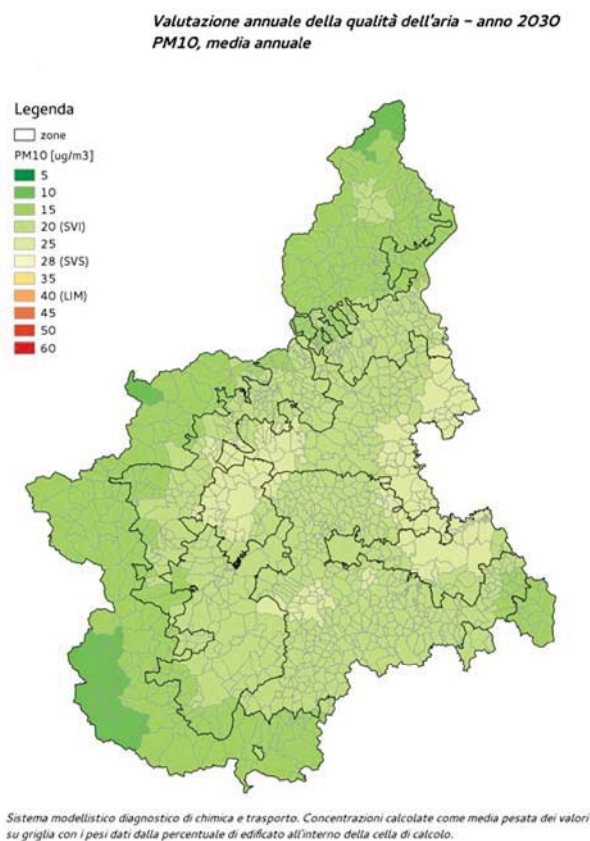 Valutazione annuale della qualità dell'aria – anno 2030
PM10, media annuale
Legenda
zone
PM10 [ug/m3]
5
10
15
20 (SVI)
25
28 (SVS)
35
40 (LIM)
45
50
60
Sistema modellistico diagnostico di chimica e trasporto. Concentrazioni calcolate come media pesata dei valori
su griglia con i pesi dati dalla percentuale di edificato all'interno della cella di calcolo.